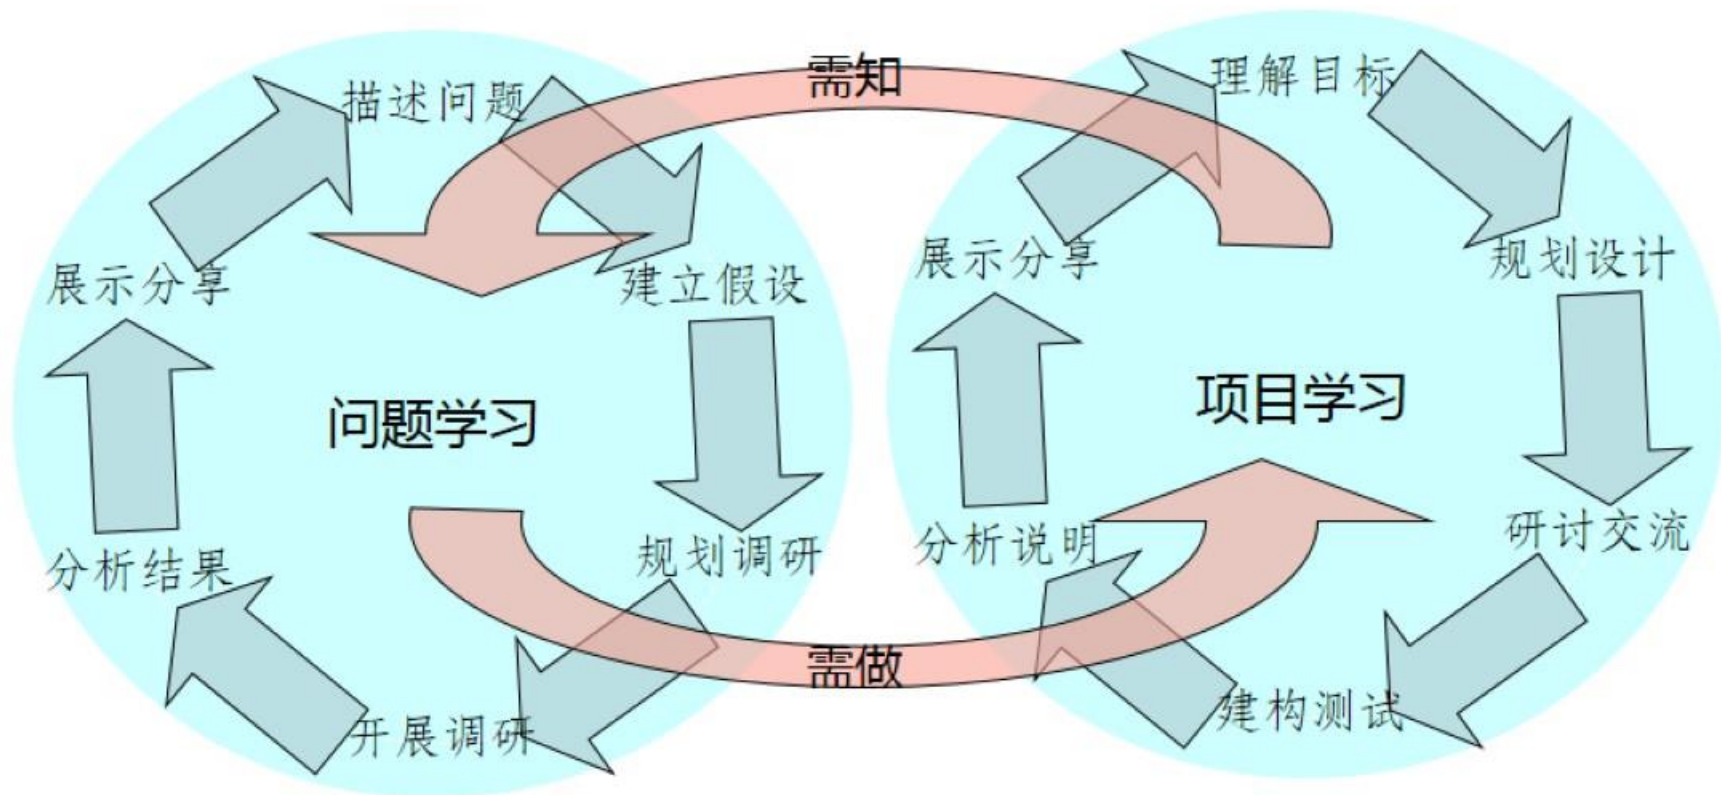 需知
描述问题
建立假设
规划调研
开展调研
分析结果
展示分享
问题学习
理解目标
规划设计
研讨交流
建构测试
分析说明
展示分享
项目学习
需做